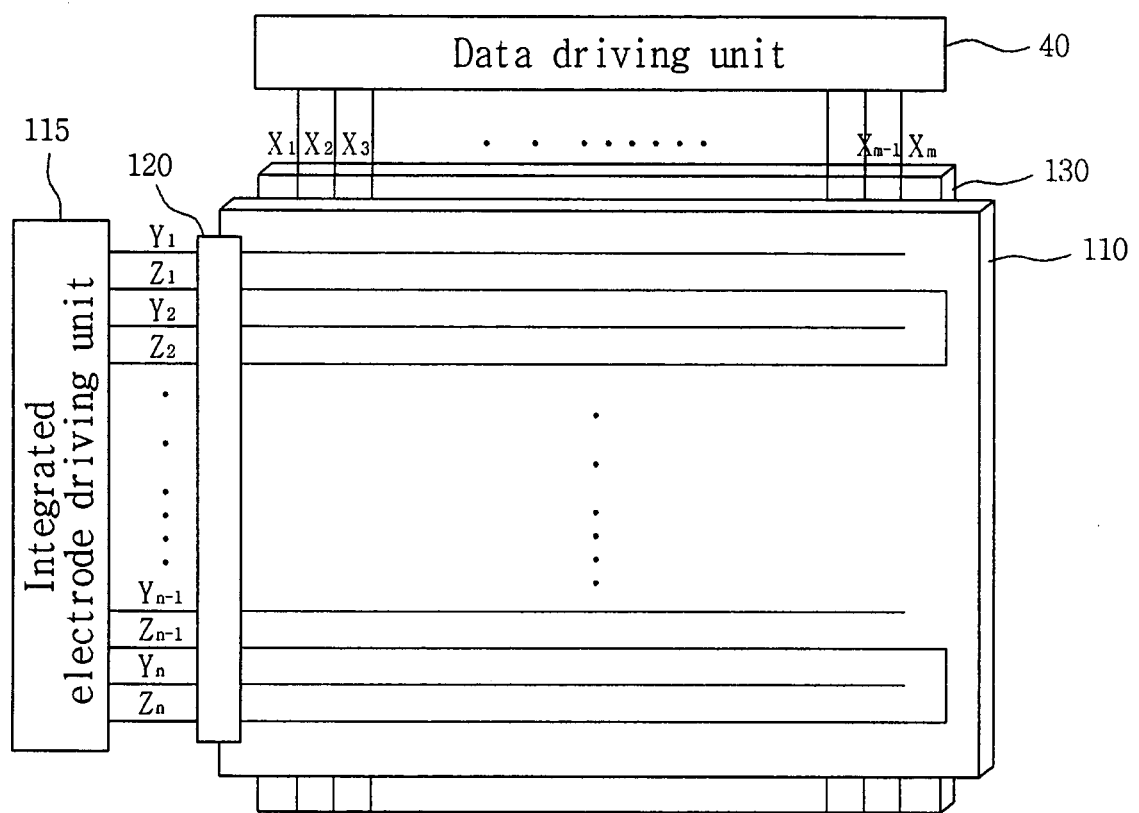 Data driving unit
40
X1 X2 X3 Xm-1 Xm
115
120
130
110
Integrated
electrode driving unit
Y1
Z1
Y2
Z2
Yn-1
Zn-1
Yn
Zn